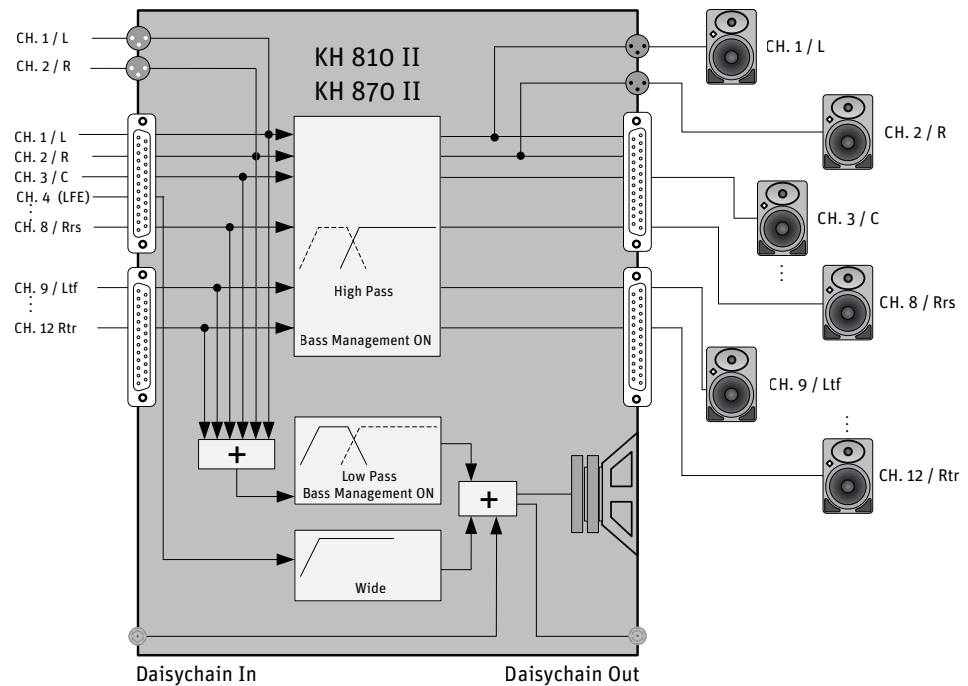 KH 810 II
KH 870 II
CH. 1 / L
CH. 2 / R
CH. 1 / L
CH. 2 / R
CH. 3 / C
CH. 4 (LFE)
CH. 8 / Rrs
CH. 9 / Ltf
CH. 12 Rtr
High Pass
Bass Management ON
+
Low Pass
Bass Management ON
+
Wide
Daisychain In
Daisychain Out
CH. 1 / L
CH. 2 / R
CH. 3 / C
CH. 8 / Rrs
CH. 9 / Ltf
CH. 12 / Rtr